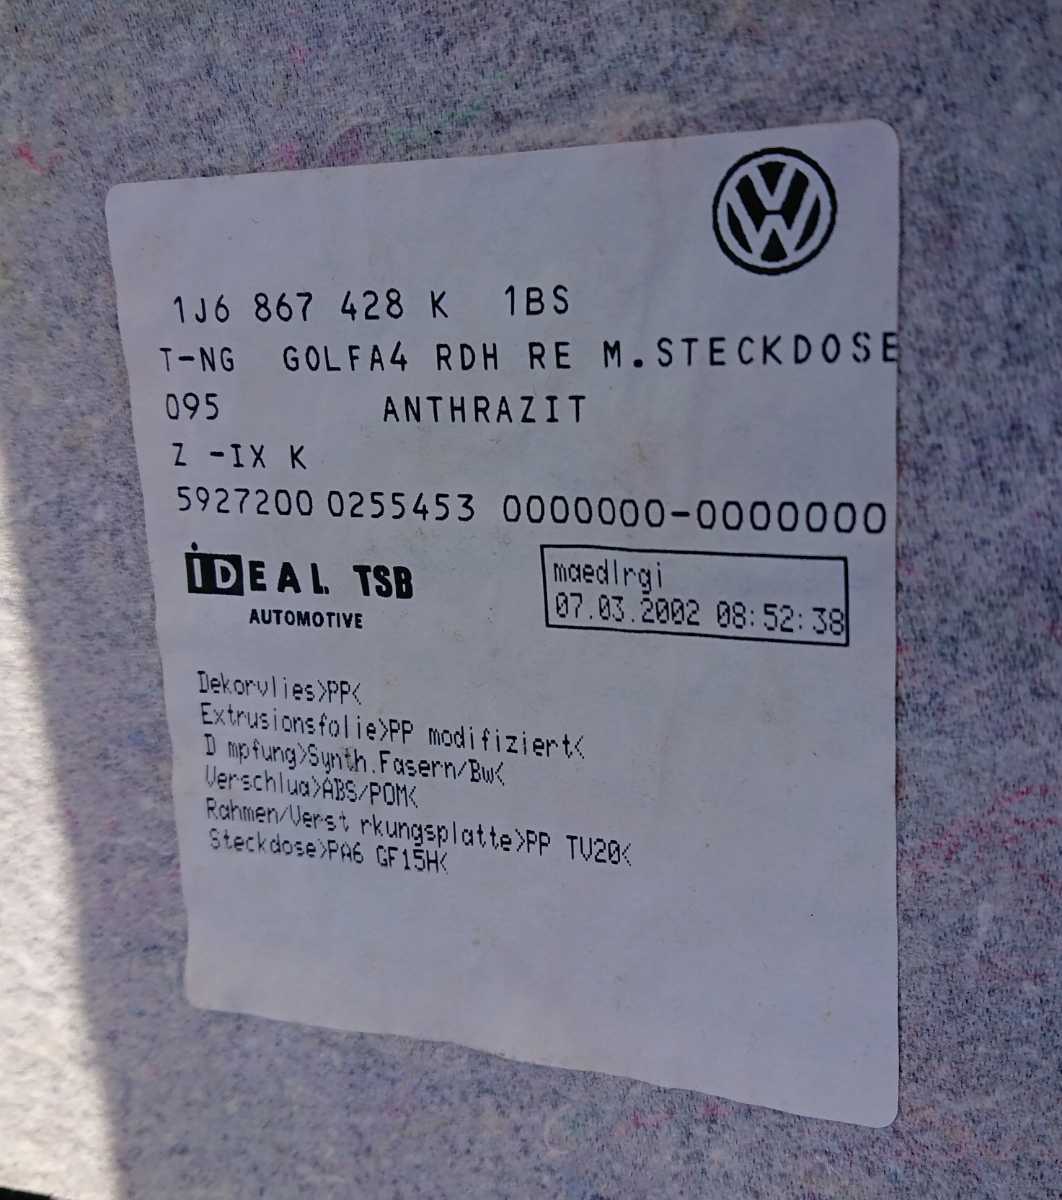 1J6 867 428 K 1BS
T-NG GOLFA4 RDH RE M.STECKDOSE
095 ANTHRAZIT
Z -IX K
5927200 0255453 0000000-0000000
iDEAL TSB
AUTOMOTIVE
maedlrgi
07.03.2002 08:52:38
Dekorvlies>PP<
Extrusionsfolie>PP modifiziert<
D mpfung>Synth.Fasern/Bw<
Verschlua>ABS/POM<
Rahmen/Verst rkungsplatte>PP TV20<
Steckdose>PA6 GF15H<